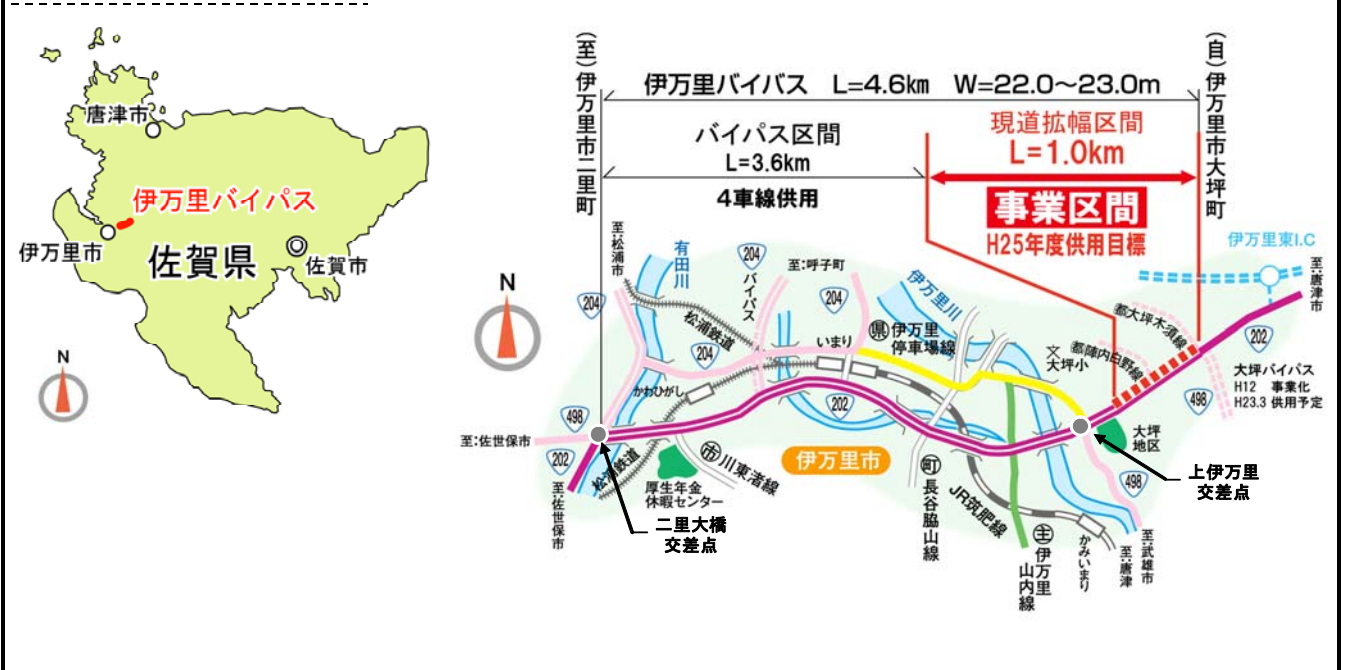 唐津市
伊万里バイパス
伊万里市
佐賀県
佐賀市
N
(至)伊万里市二里町
(自)伊万里市大坪町
伊万里バイパス L=4.6km W=22.0~23.0m
バイパス区間
L=3.6km
4車線供用
現道拡幅区間
L=1.0km
事業区間
H25年度供用目標
N
至:松浦市
有田川
204
204
バイパス
至:呼子町
204
伊万里川
伊万里東I.C
至:唐津市
松浦鉄道
204
いまり
県 伊万里
停車場線
文
大坪小
都 陣内白野線
都 大坪木須線
202
大坪バイパス
H12 事業化
H23.3 供用予定
498
かわひがし
202
498
至:佐世保市
202
至:佐世保市
松浦鉄道
厚生年金
休暇センター
市 川東渚線
伊万里市
町 長谷脇山線
JR筑肥線
主 伊万里
山内線
かみいまり
至:唐津
至:武雄市
498
大坪
地区
上伊万里
交差点
二里大橋
交差点